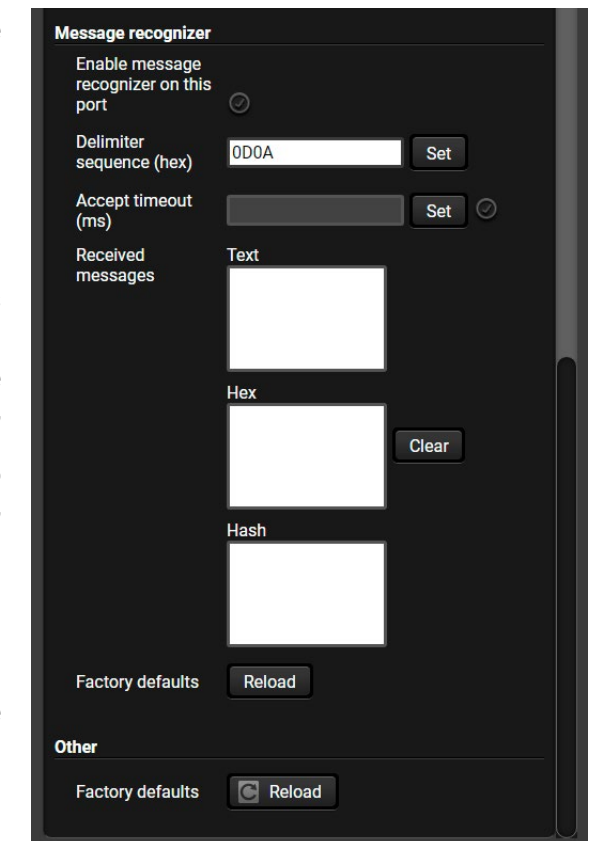 Message recognizer
Enable message
recognizer on this
port
Delimiter
sequence (hex)
0D0A
Set
Accept timeout
(ms)
Set
Received
messages
Text
Hex
Clear
Hash
Factory defaults
Reload
Other
Factory defaults
Reload